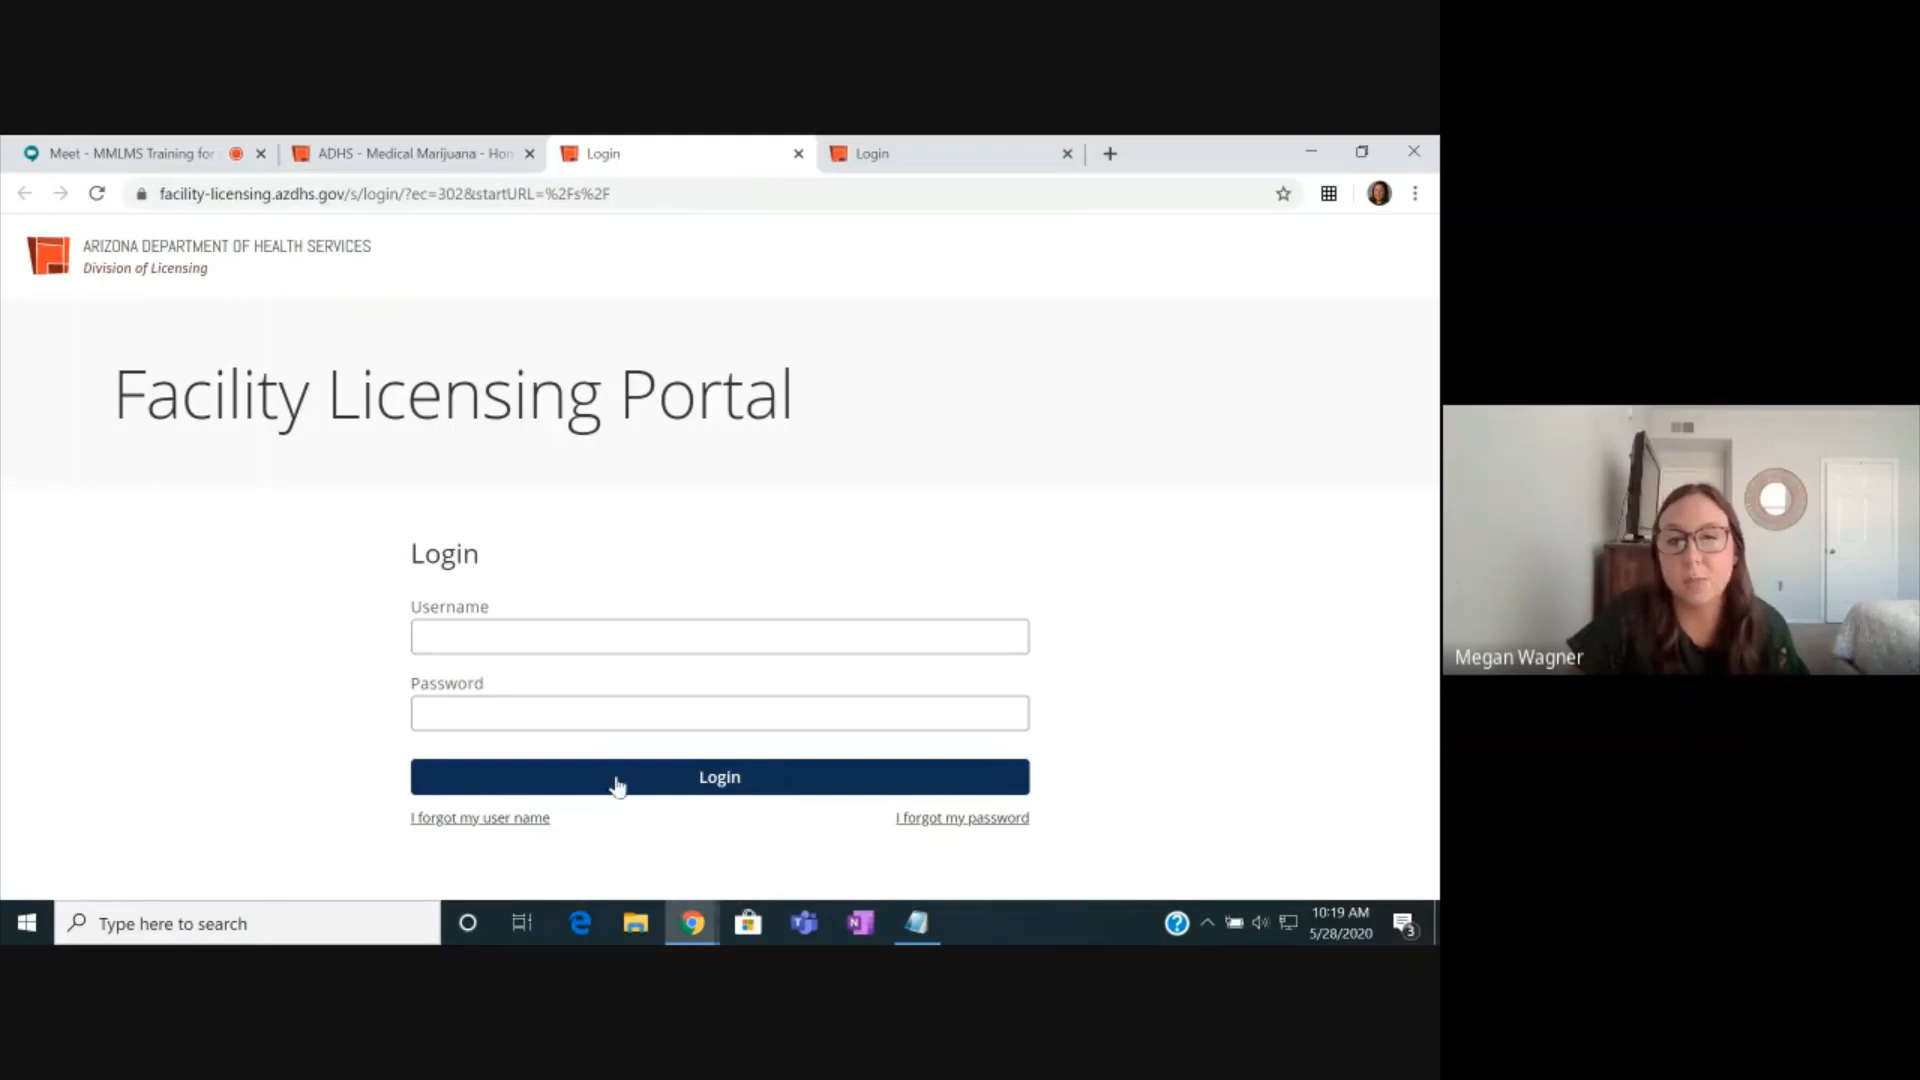 Meet - MMLMS Training for
ADHS - Medical Marijuana - Hon
Login
Login
facility-licensing.azdhs.gov/s/login/?ec=302&startURL=%2Fs%2F
ARIZONA DEPARTMENT OF HEALTH SERVICES
Division of Licensing
Facility Licensing Portal
Login
Username
Password
Login
I forgot my user name
I forgot my password
Megan Wagner
Type here to search
10:19 AM
5/28/2020
3